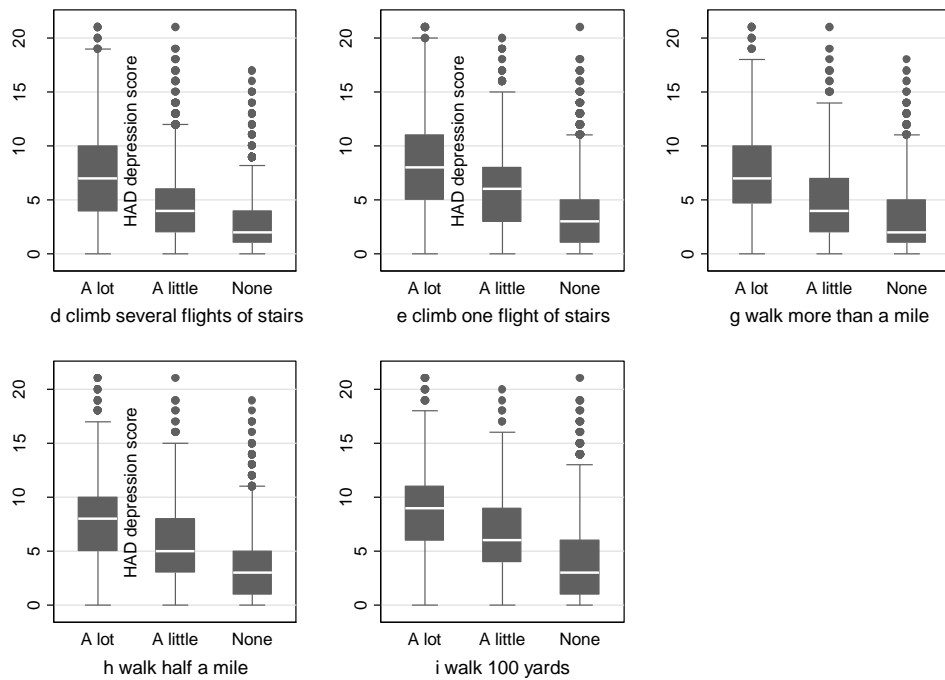 20
15
10
5
0
HAD depression score
A lot A little None
d climb several flights of stairs
20
15
10
5
0
HAD depression score
A lot A little None
e climb one flight of stairs
20
15
10
5
0
A lot A little None
g walk more than a mile
20
15
10
5
0
HAD depression score
A lot A little None
h walk half a mile
20
15
10
5
0
A lot A little None
i walk 100 yards